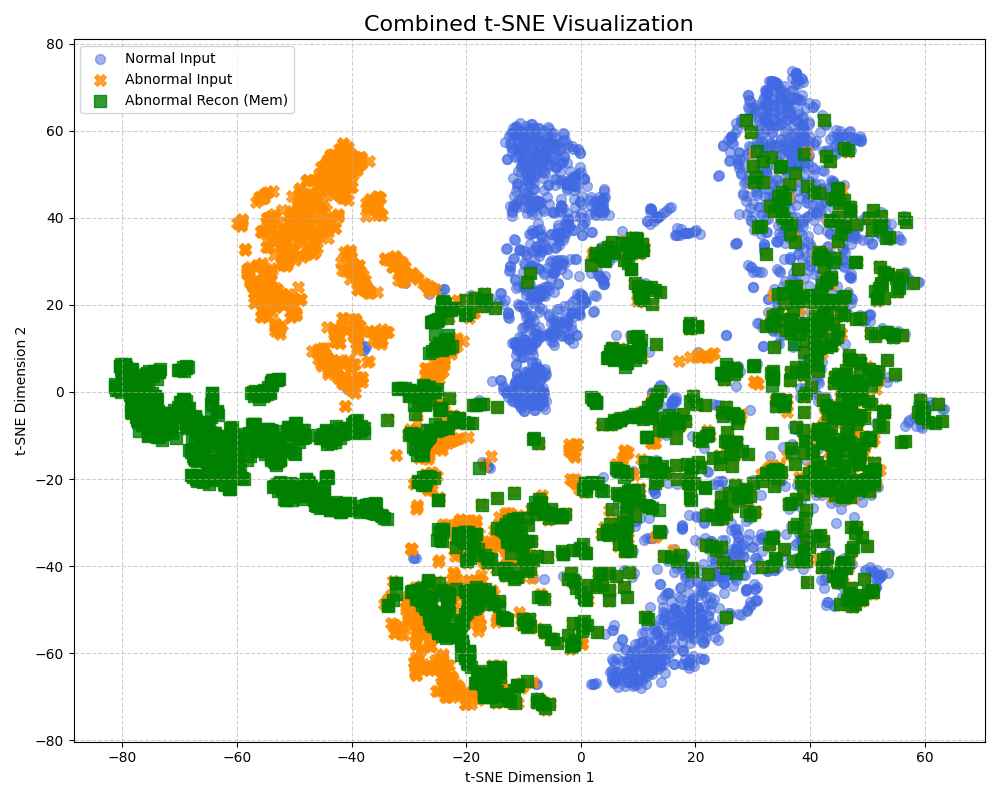 Combined t-SNE Visualization
Normal Input
Abnormal Input
Abnormal Recon (Mem)
80
60
40
20
0
−20
−40
−60
−80
t-SNE Dimension 2
−80 −60 −40 −20 0 20 40 60
t-SNE Dimension 1